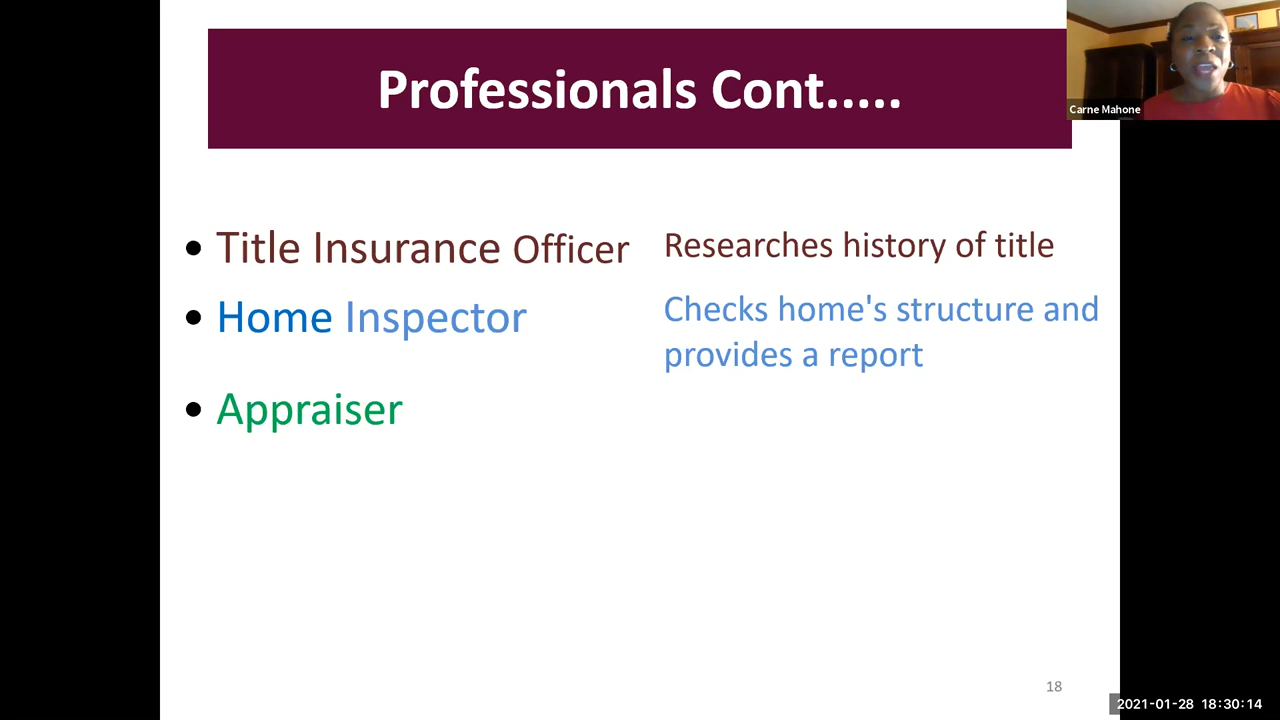 Professionals Cont.....
Carne Mahone
• Title Insurance Officer
Researches history of title
• Home Inspector
Checks home's structure and
provides a report
• Appraiser
18
2021-01-28 18:30:14